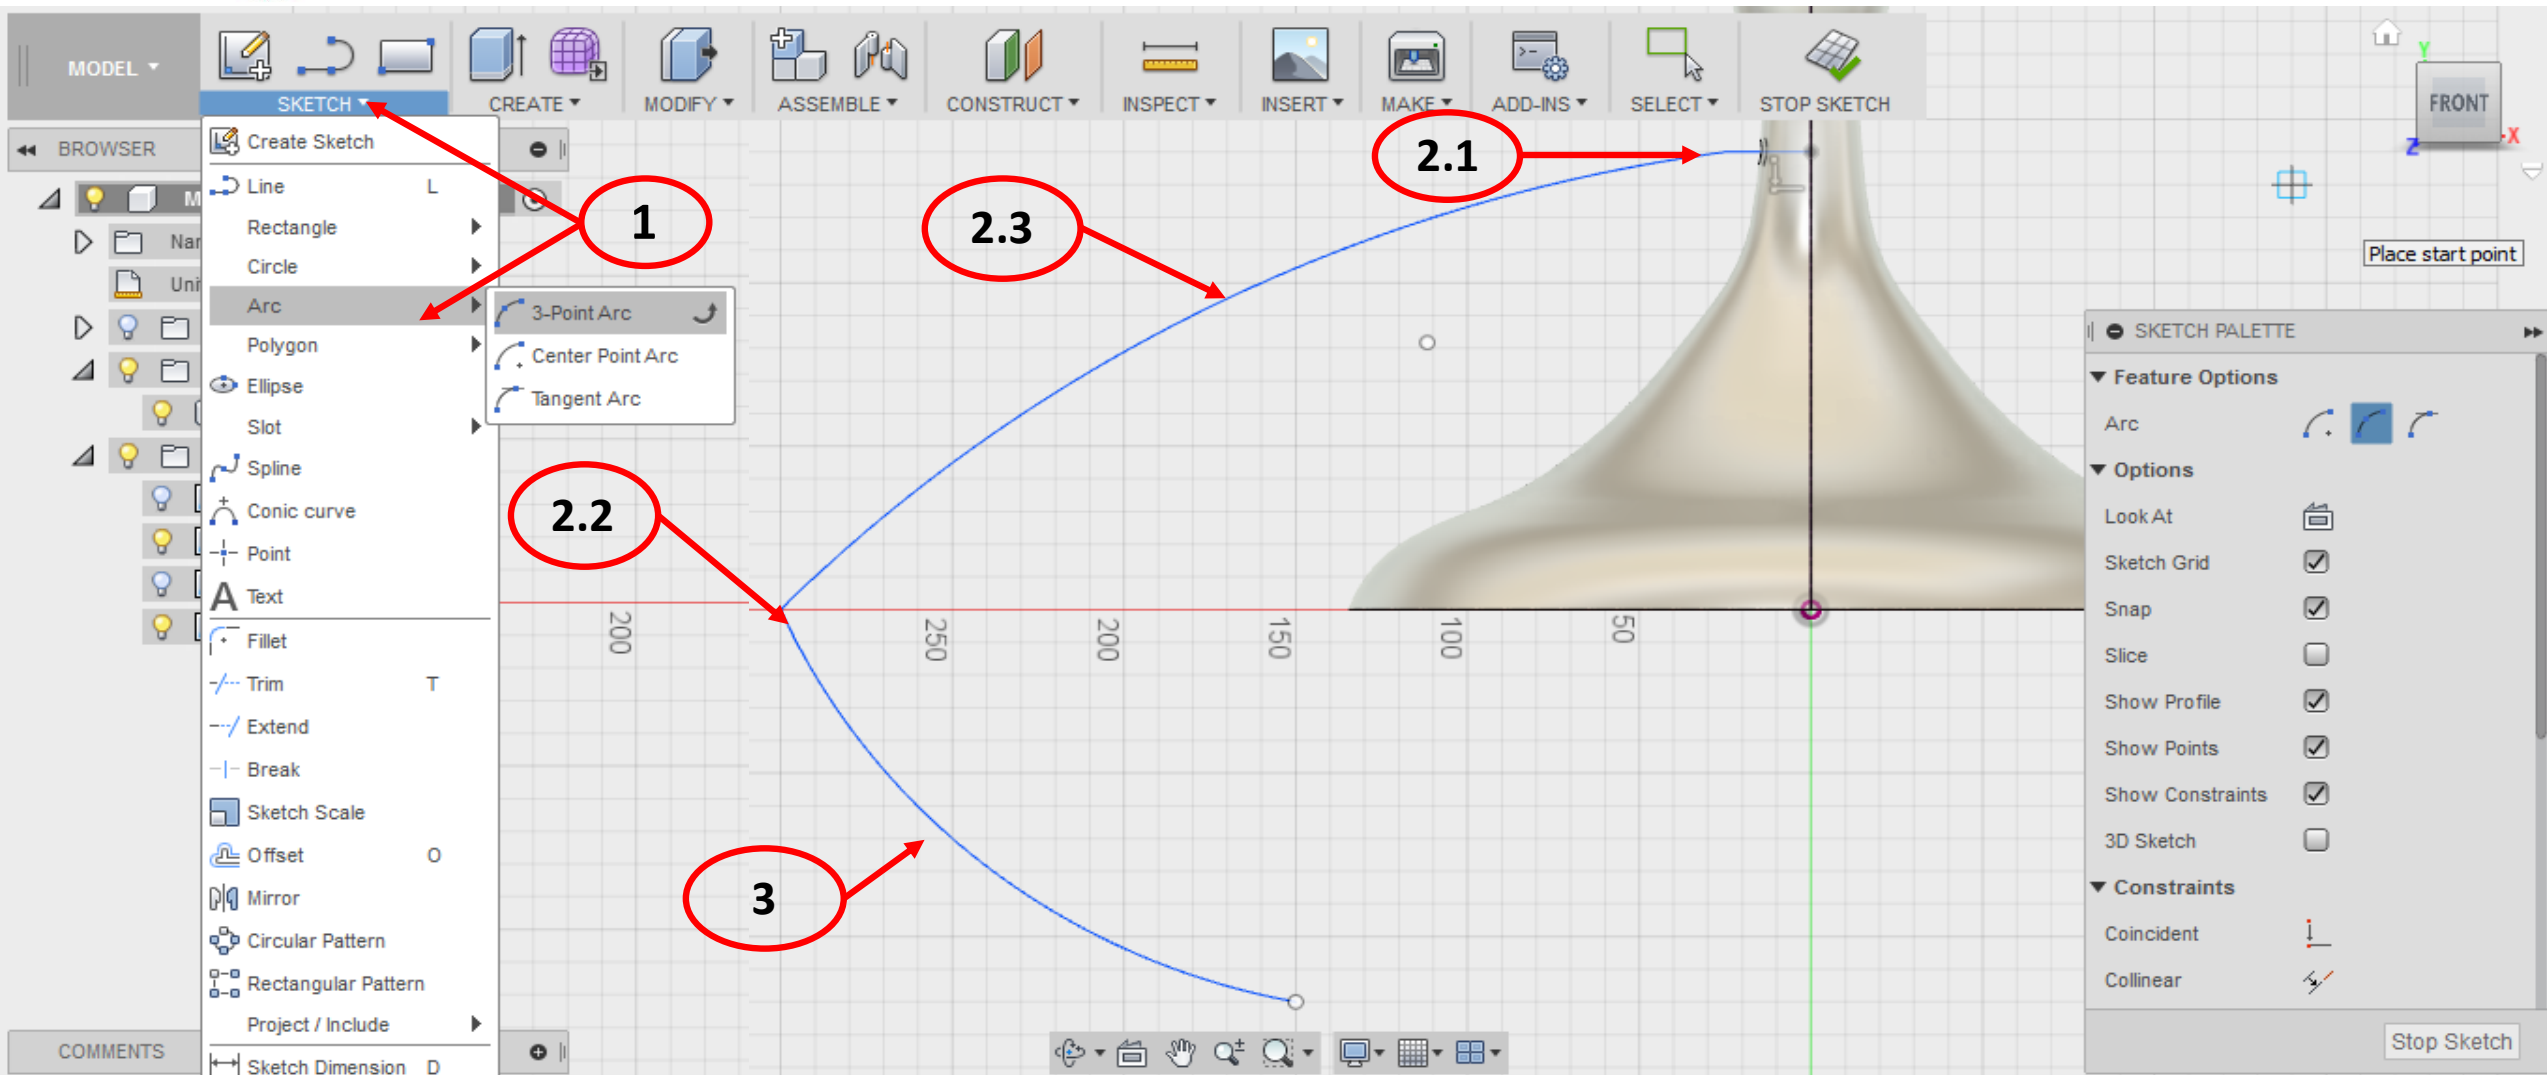 MODEL
SKETCH
CREATE
MODIFY
ASSEMBLE
CONSTRUCT
INSPECT
INSERT
MAKE
ADD-INS
SELECT
STOP SKETCH
FRONT
Y
Z
X
BROWSER
M
Nar
Uni
Create Sketch
Line L
Rectangle
Circle
Arc
Polygon
Ellipse
Slot
Spline
Conic curve
Point
Text
Fillet
Trim T
Extend
Break
Sketch Scale
Offset O
Mirror
Circular Pattern
Rectangular Pattern
Project / Include
Sketch Dimension D
3-Point Arc
Center Point Arc
Tangent Arc
1
2.1
2.3
2.2
3
200
250
200
150
100
50
Place start point
SKETCH PALETTE
Feature Options
Arc
Options
Look At
Sketch Grid
Snap
Slice
Show Profile
Show Points
Show Constraints
3D Sketch
Constraints
Coincident
Collinear
Stop Sketch
COMMENTS